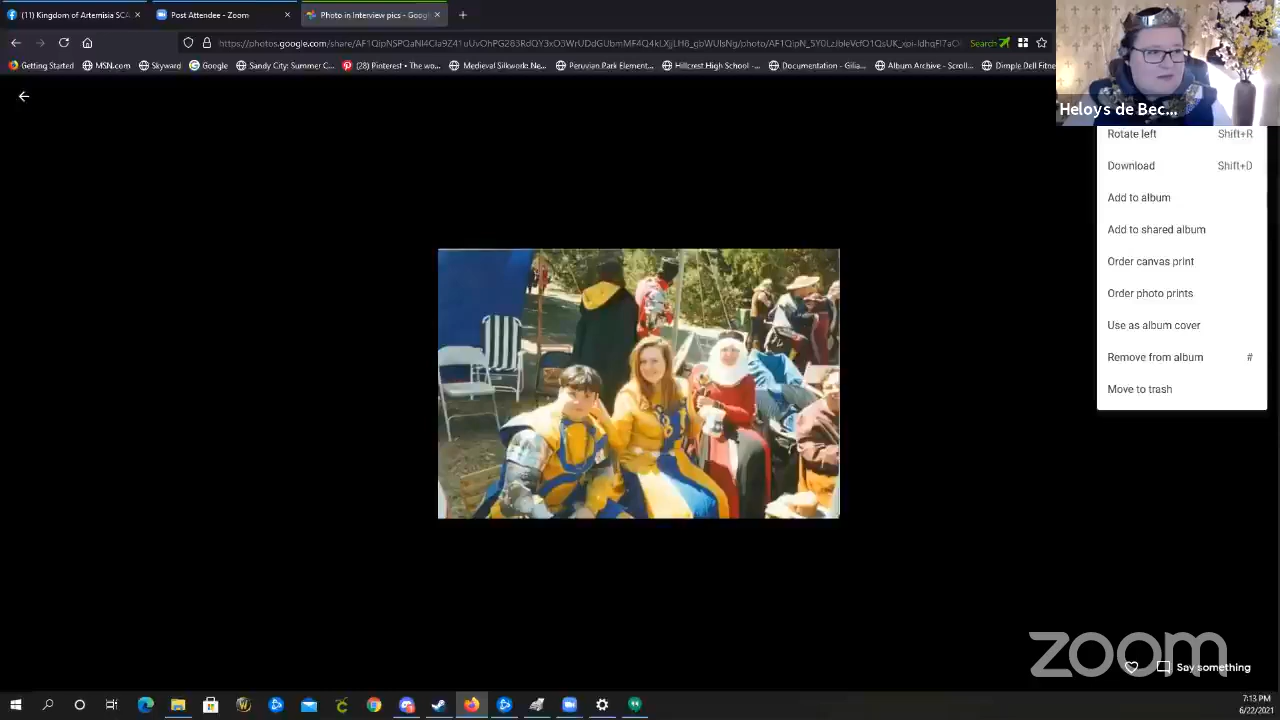 (11) Kingdom of Artemisia SCA
Post Attendee - Zoom
Photo in Interview pics - Googl
Search
Getting Started
MSN.com
Skyward
Google
Sandy City: Summer C...
(28) Pinterest • The wo...
Medieval Silkwork: Ne...
Peruvian Park Element...
Hillcrest High School -...
Documentation - Gilia...
Album Archive - Scroll...
Dimple Dell Fitne
Heloys de Bec...
Rotate left Shift+R
Download Shift+D
Add to album
Add to shared album
Order canvas print
Order photo prints
Use as album cover
Remove from album #
Move to trash
zoom
Say something
7:13 PM
6/22/2021